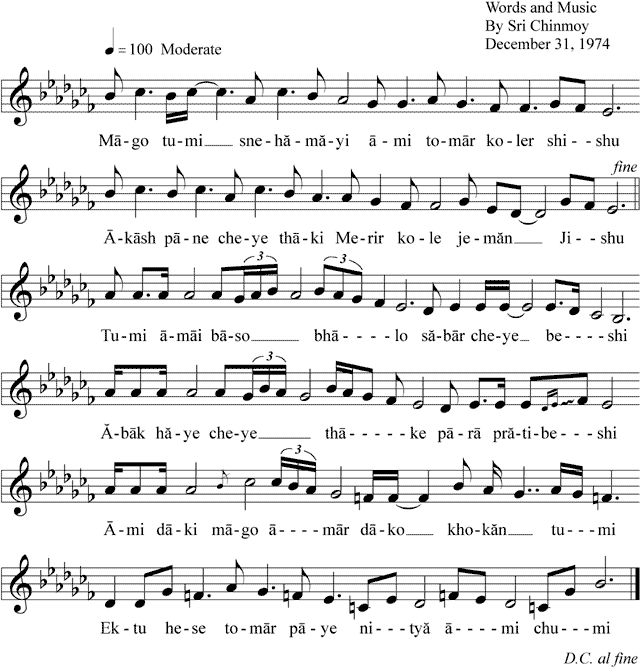 Words and Music
By Sri Chinmoy
December 31, 1974
= 100 Moderate
Mā-go tu-mi sne-hă-mă-yi ā-mi to-mār ko-ler shi--shu
fine
Ā-kāsh pā-ne che-ye thā-ki Me-rir ko-le je-măn Ji-shu
3 3
Tu-mi ā-māi bā-so bhā----lo să-bār che-ye be----shi
3
Ă-bāk hă-ye che-ye thā-----ke pā-rā pră-ti-be---shi
3
Ā-mi dā-ki mā-go ā----mār dā-ko kho-kăn tu---mi
Ek-tu he-se to-mār pā-ye ni--tyă ā----mi chu--mi
D.C. al fine